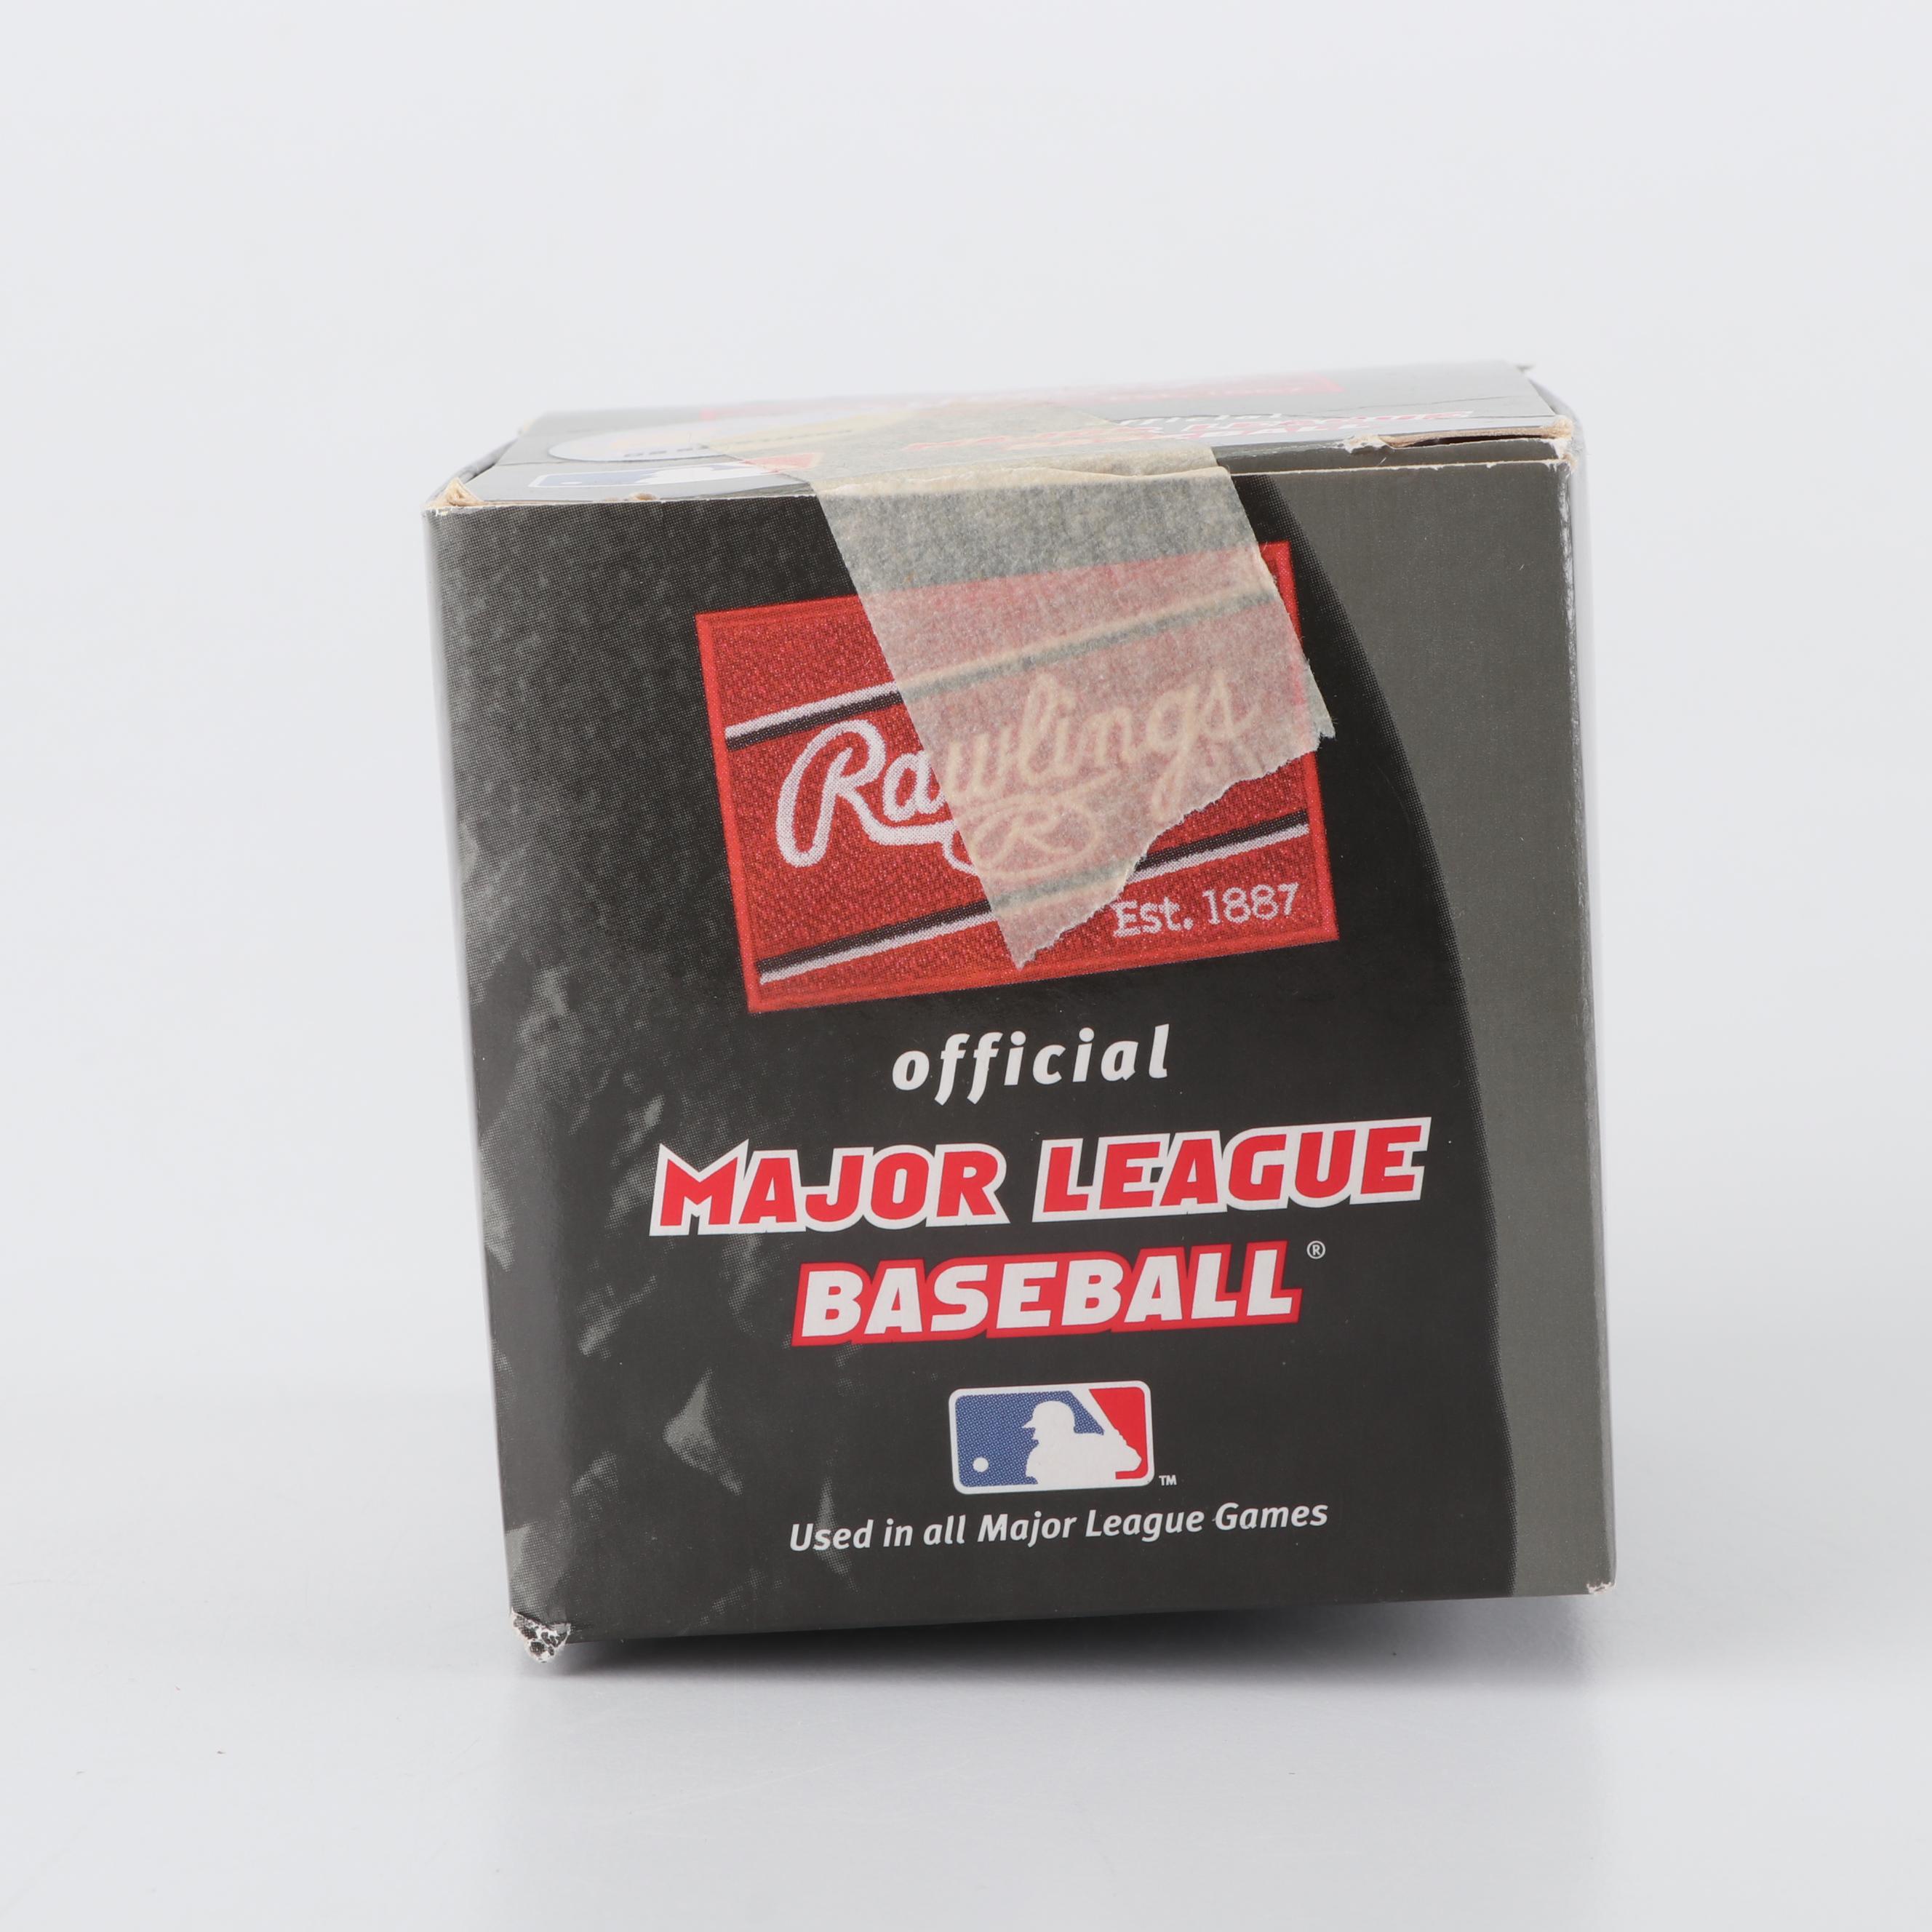 Rawlings
R
Est. 1887
official
MAJOR LEAGUE
BASEBALL®
TM
Used in all Major League Games